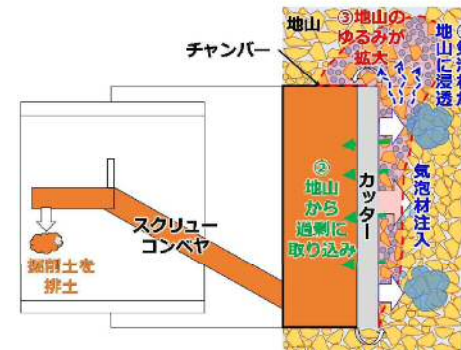 地山
③地山の
ゆるみが
拡大
地山に浸透
チャンバー
②
地山
から
過剰に
取り込み
カッター
気泡材注入
スクリュー
コンベヤ
掘削土を
排土